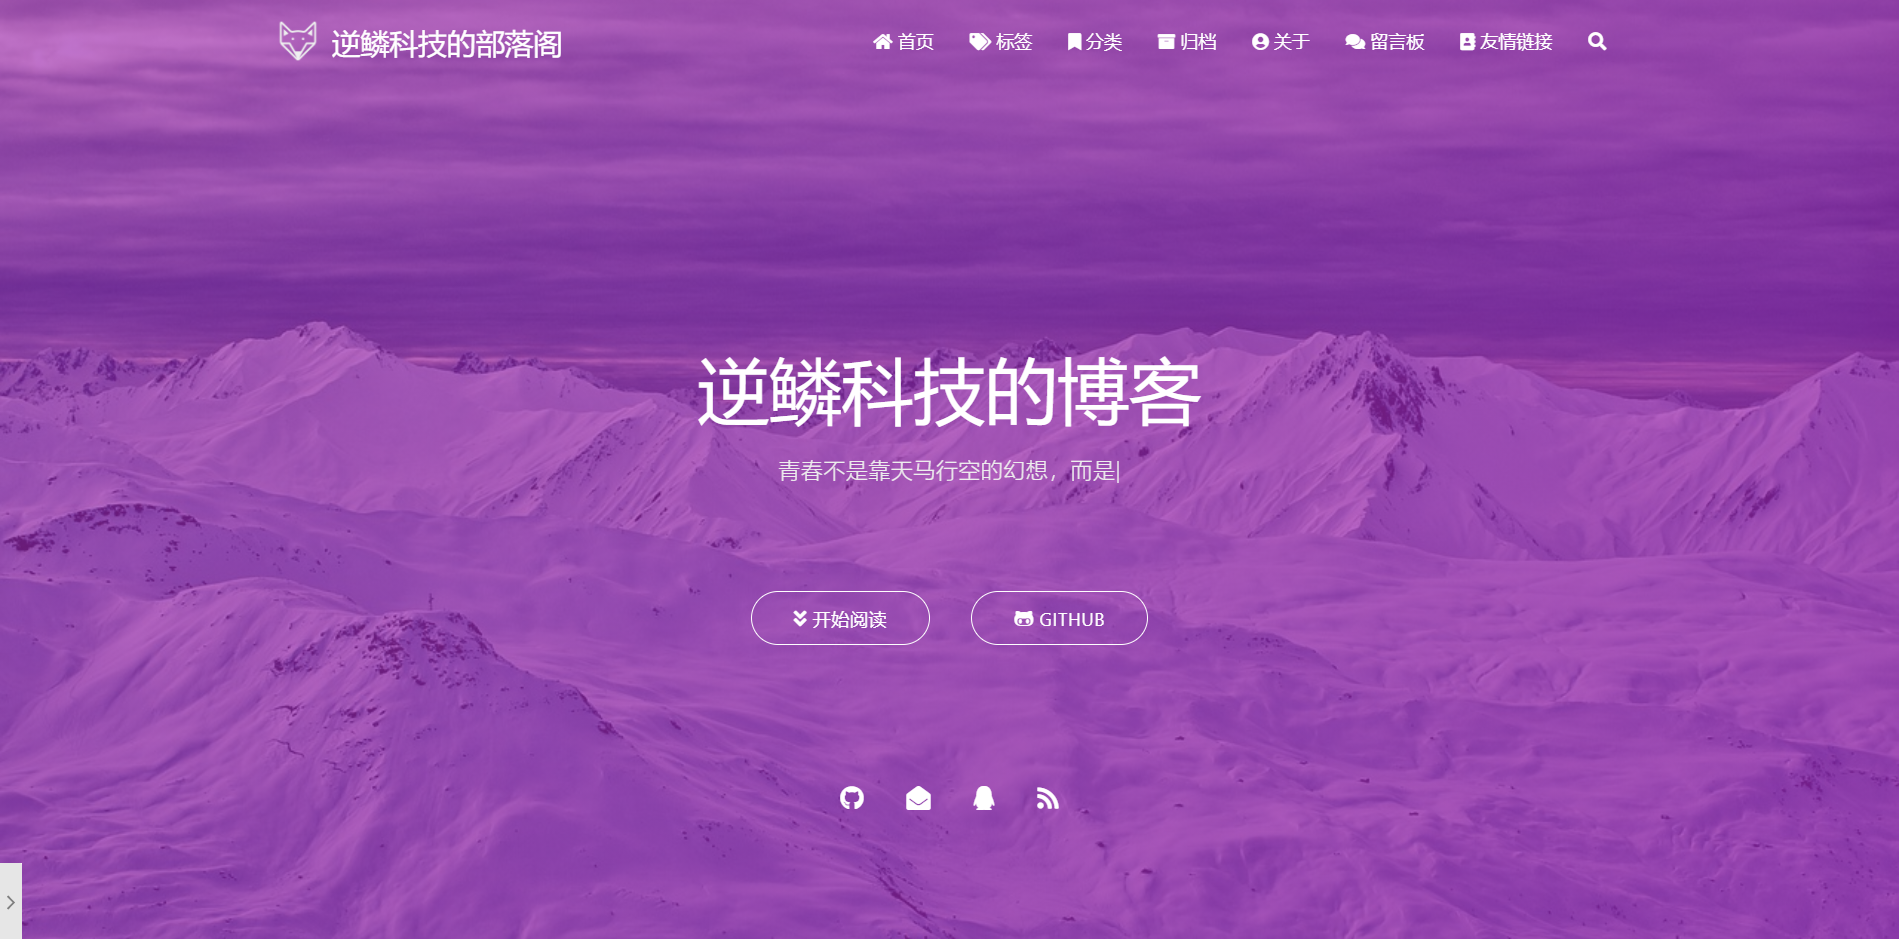 逆鳞科技的部落阁
首页 标签 分类 归档 关于 留言板 友情链接
逆鳞科技的博客
青春不是靠天马行空的幻想，而是|
开始阅读 GITHUB